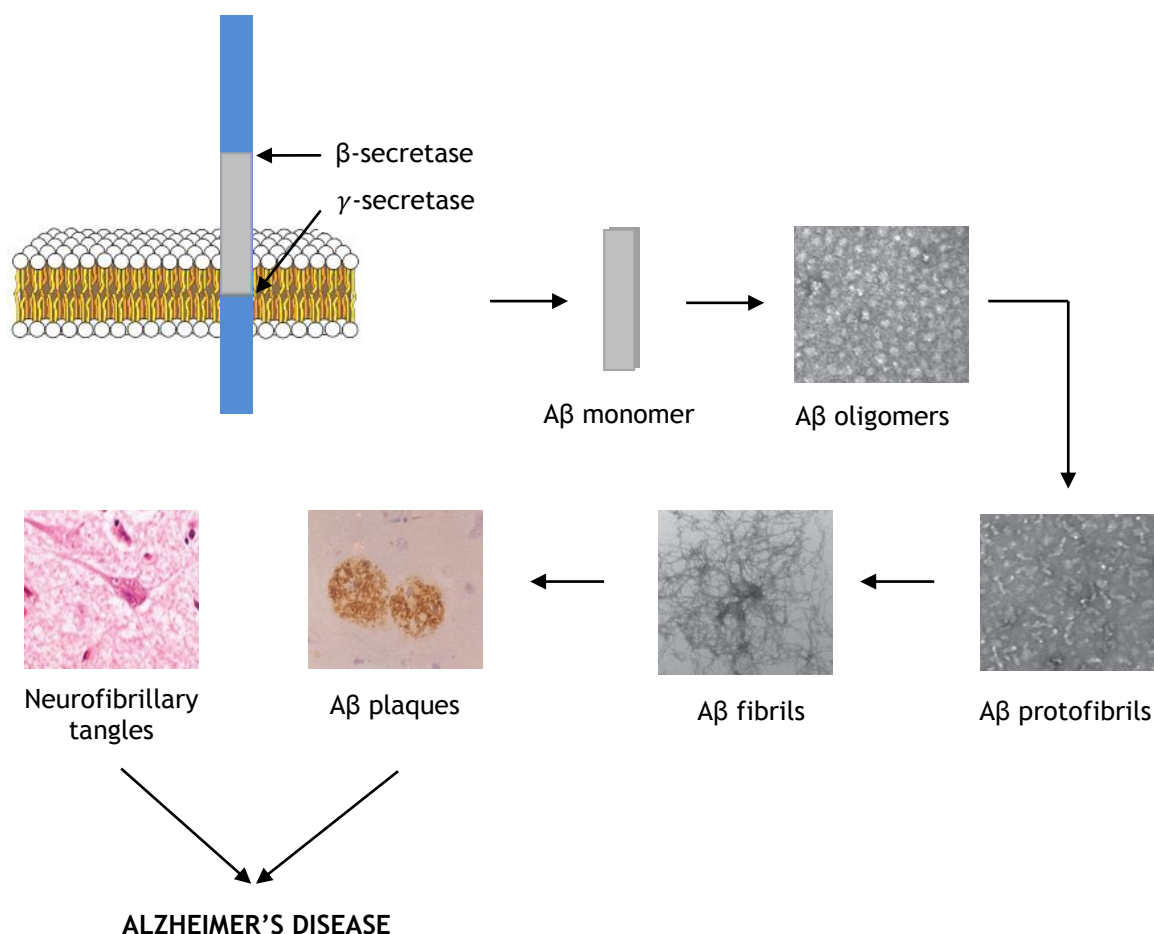 β-secretase
γ-secretase
Aβ monomer
Aβ oligomers
Neurofibrillary
tangles
Aβ plaques
Aβ fibrils
Aβ protofibrils
ALZHEIMER’S DISEASE